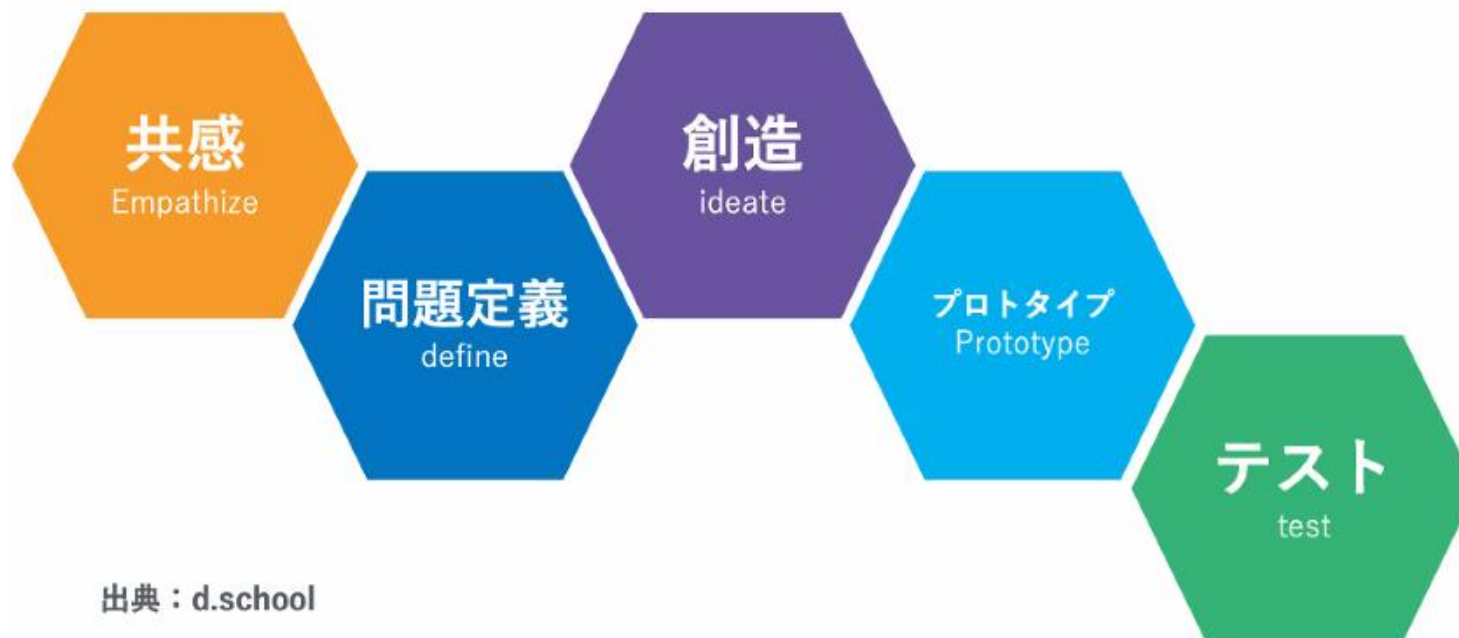 共感
Empathize
問題定義
define
創造
ideate
プロトタイプ
Prototype
テスト
test
出典：d.school